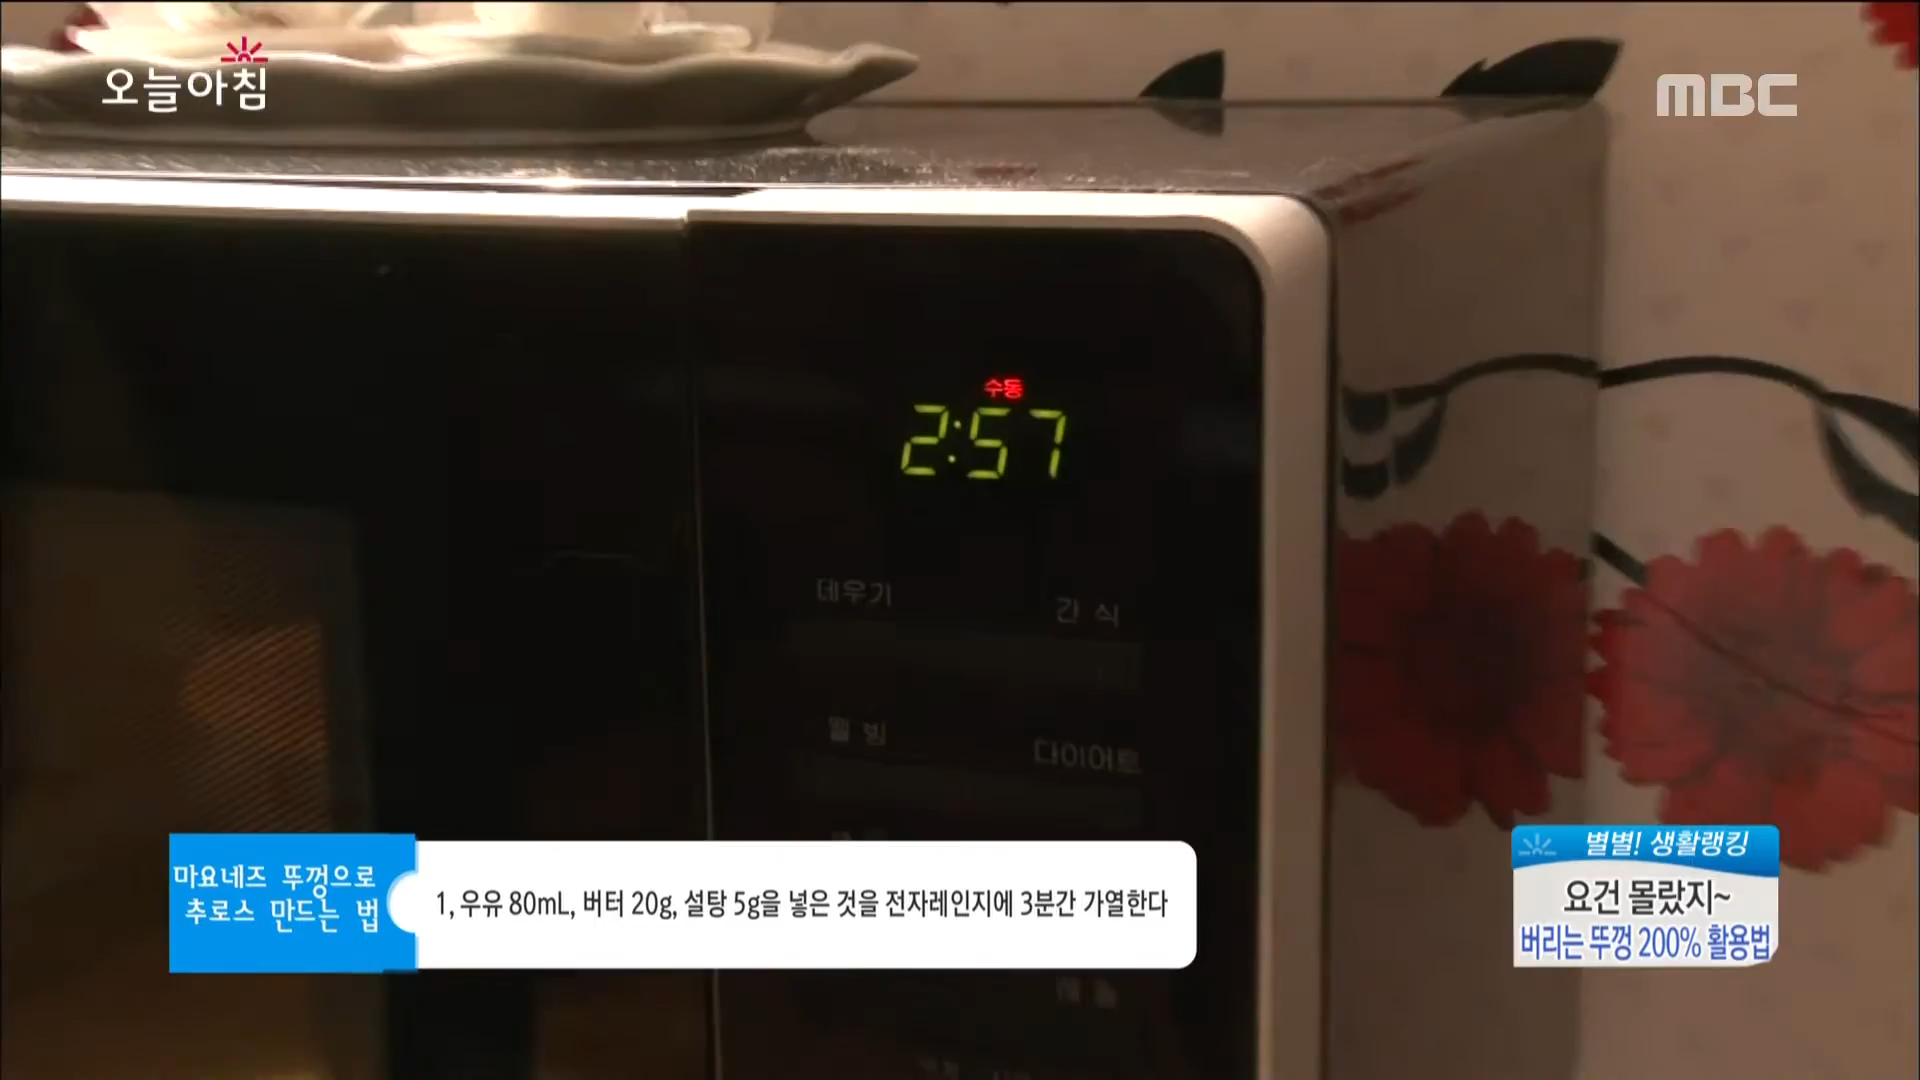 오늘아침
MBC
수동
2:57
데우기
간식
웰빙
다이어트
마요네즈 뚜껑으로
추로스 만드는 법
1, 우유 80mL, 버터 20g, 설탕 5g을 넣은 것을 전자레인지에 3분간 가열한다
별별! 생활랭킹
요건 몰랐지~
버리는 뚜껑 200% 활용법